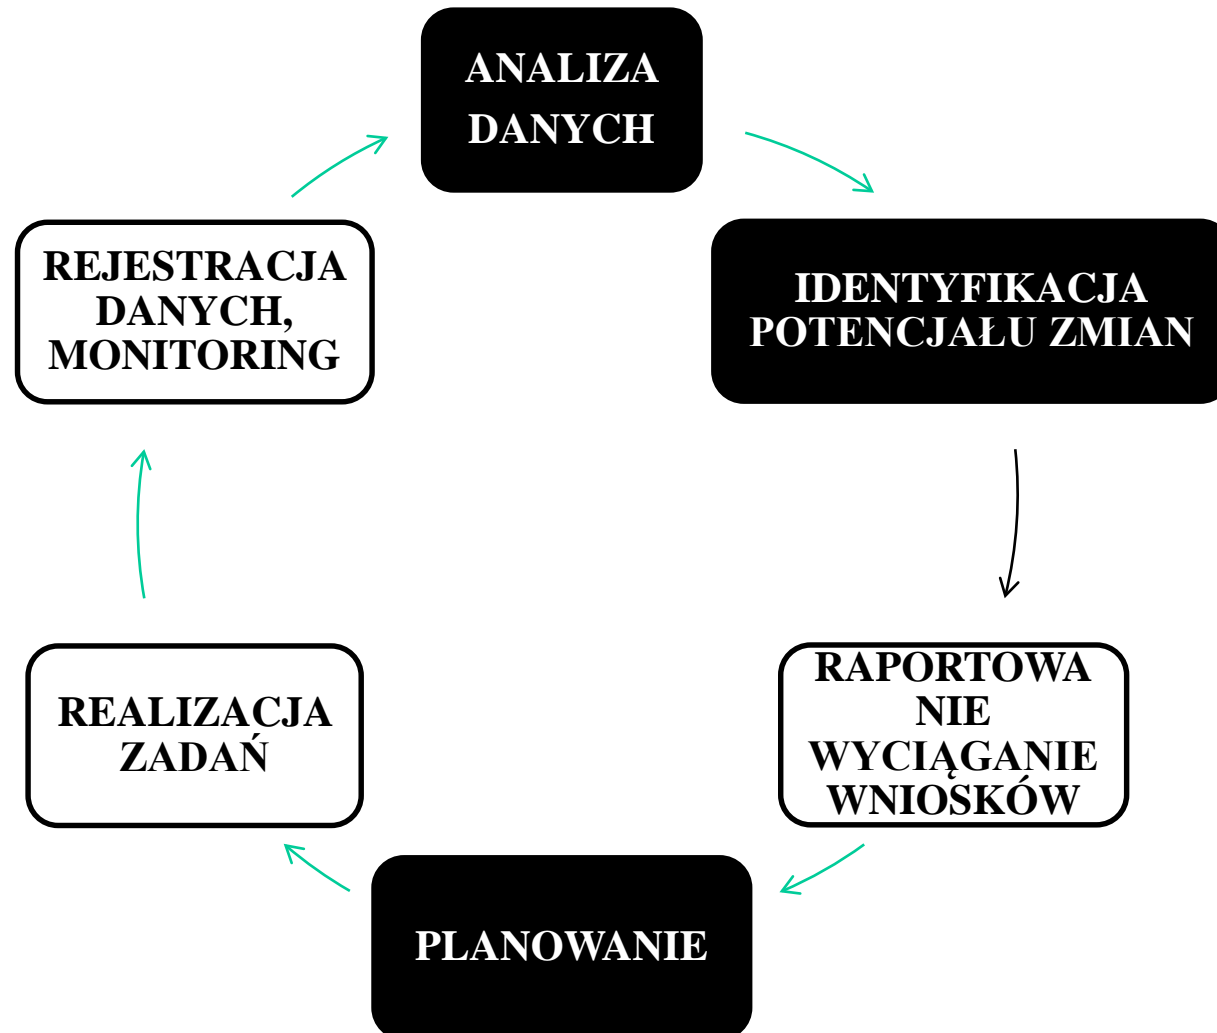 ANALIZA
DANYCH
IDENTYFIKACJA
POTENCJAŁU ZMIAN
RAPORTOWA
NIE
WYCIĄGANIE
WNIOSKÓW
PLANOWANIE
REALIZACJA
ZADAŃ
REJESTRACJA
DANYCH,
MONITORING